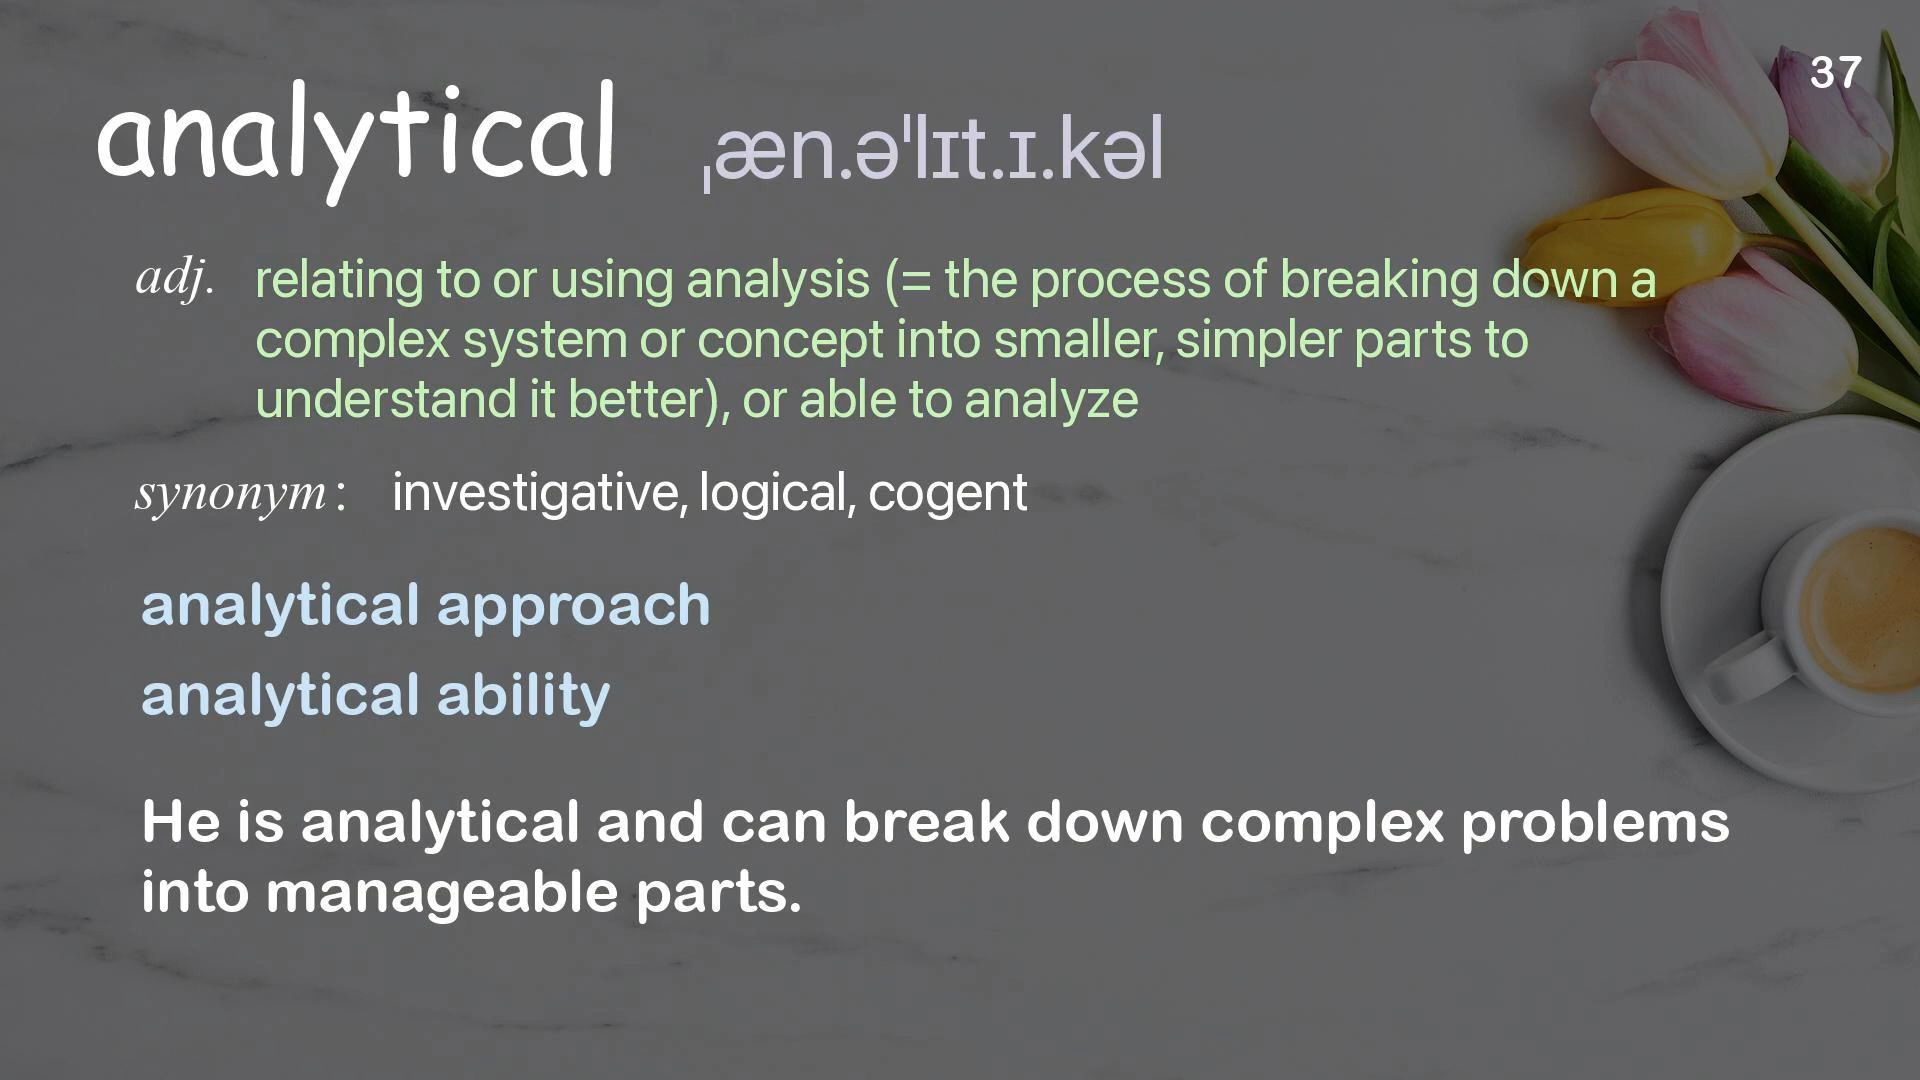 37
analytical ˌæn.əˈlɪt.ɪ.kəl
adj. relating to or using analysis (= the process of breaking down a
complex system or concept into smaller, simpler parts to
understand it better), or able to analyze
synonym: investigative, logical, cogent
analytical approach
analytical ability
He is analytical and can break down complex problems
into manageable parts.